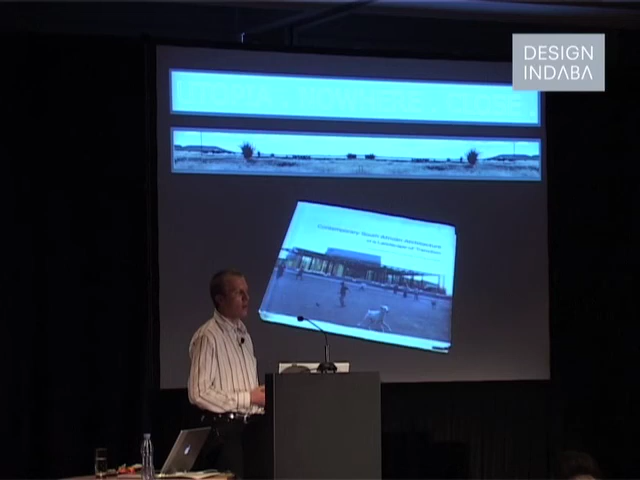 DESIGN
INDABA
Contemporary South African Architecture
in a Landscape of Transition